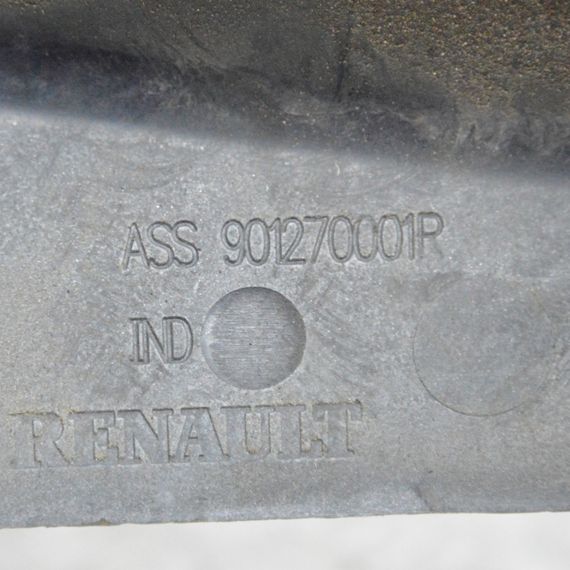 ASS 901270001R
IND
RENAULT